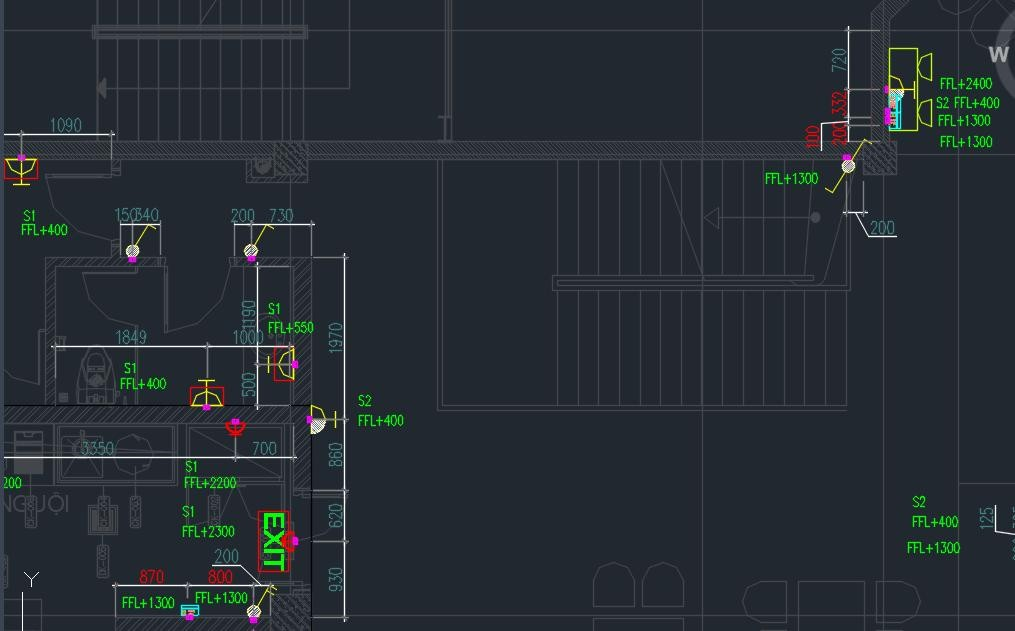 720
W
FFL+2400
332
S2 FFL+400
FFL+1300
1090
100
200
FFL+1300
FFL+1300
S1
FFL+400
150
340
200
730
200
1190
S1
FFL+550
1970
1849
1000
S1
FFL+400
500
S2
FFL+400
3350
700
860
S1
FFL+2200
200
NGUỘI
S1
FFL+2300
EXIT
620
S2
FFL+400
FFL+1300
125
200
870
800
930
Y
FFL+1300
FFL+1300